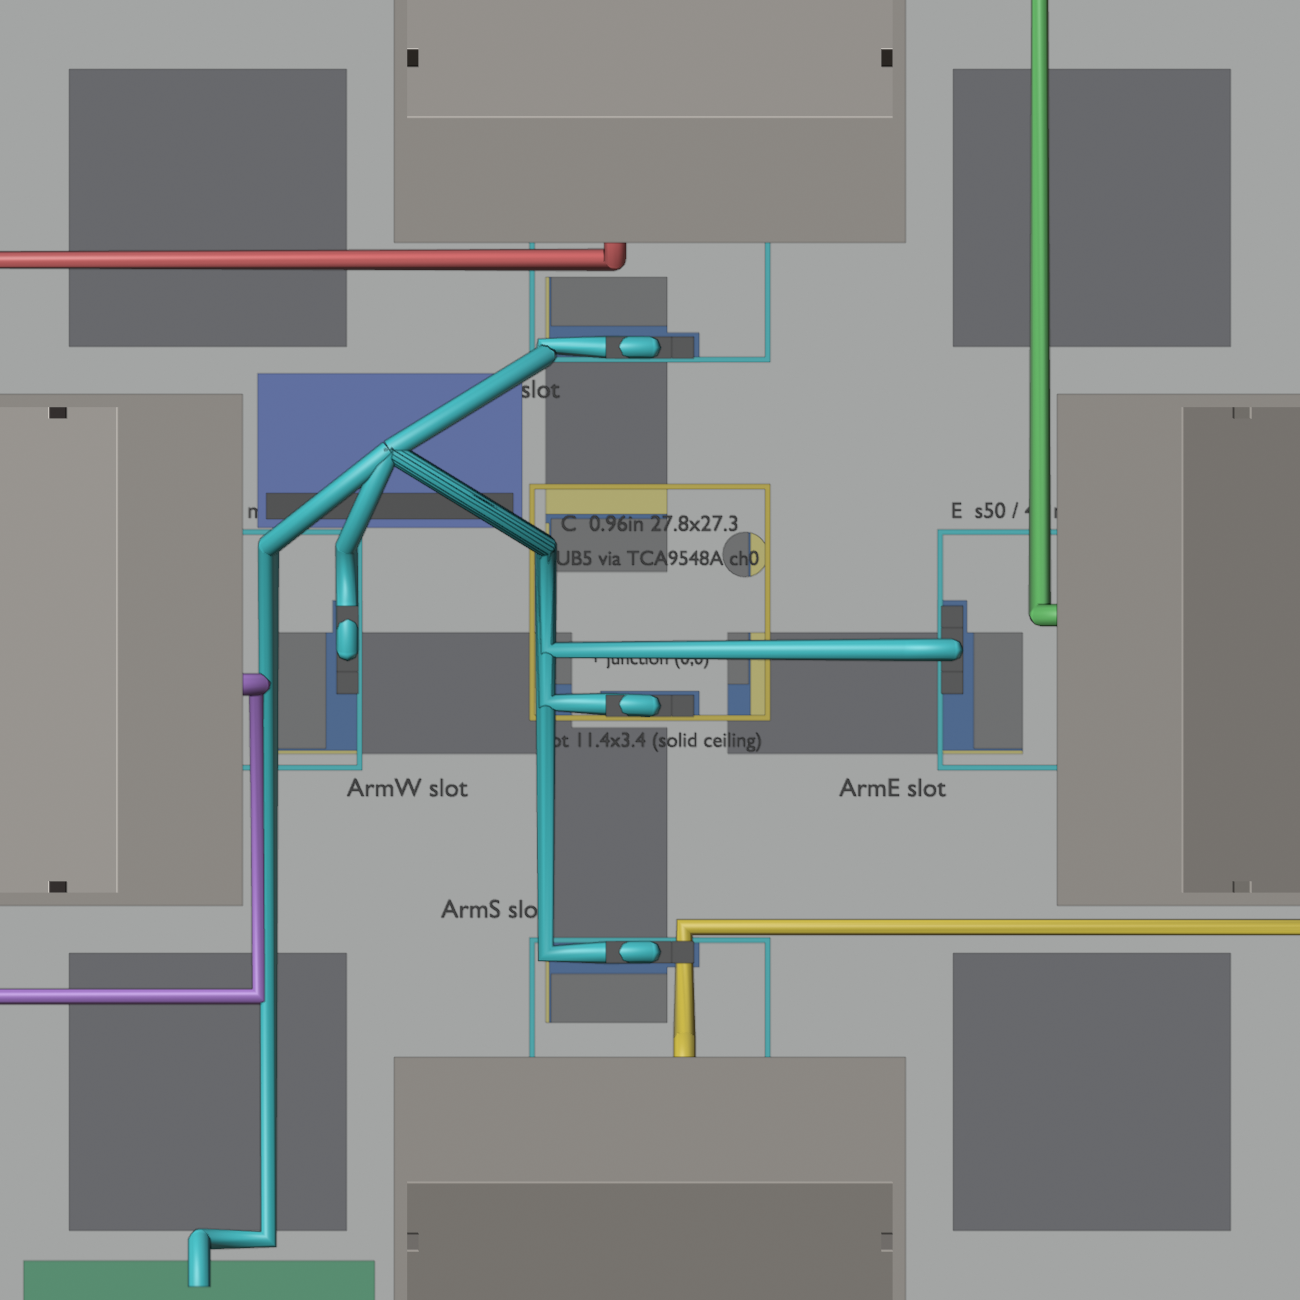 slot
C 0.96in 27.8x27.3
UB5 via TCA9548A ch0
E s50 /
junction (0,0)
11.4x3.4 (solid ceiling)
ArmW slot
ArmE slot
ArmS slo